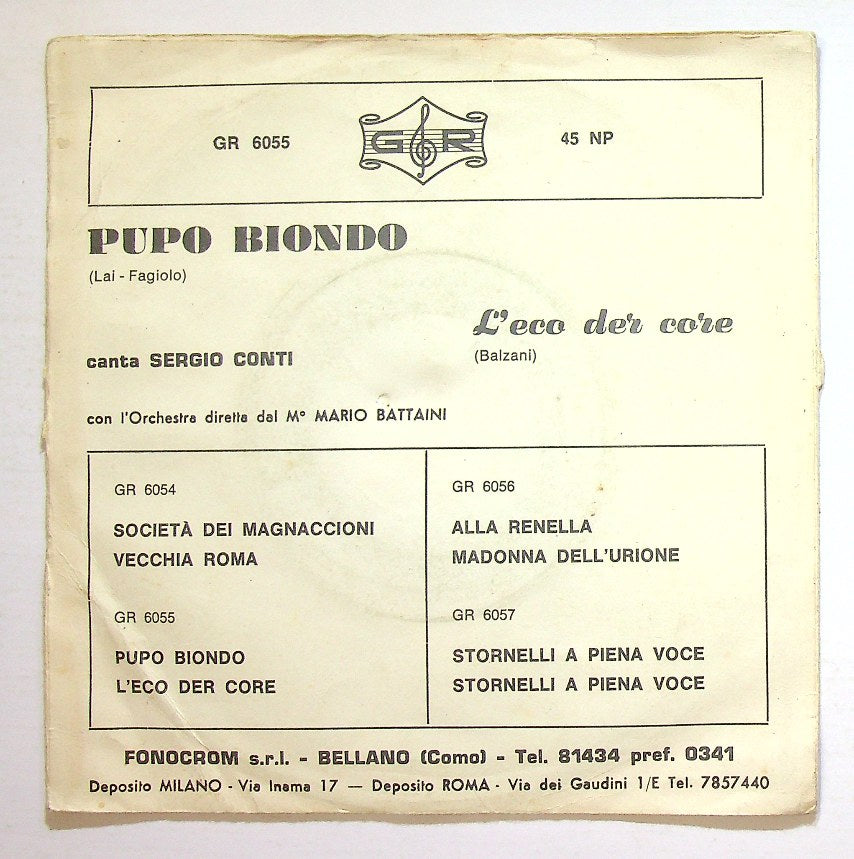 GR 6055
GR
45 NP
PUPO BIONDO
(Lai - Fagiolo)
L'eco der core
(Balzani)
canta SERGIO CONTI
con l'Orchestra diretta dal Mº MARIO BATTAINI
GR 6054
SOCIETÀ DEI MAGNACCIONI
VECCHIA ROMA
GR 6055
PUPO BIONDO
L'ECO DER CORE
GR 6056
ALLA RENELLA
MADONNA DELL'URIONE
GR 6057
STORNELLI A PIENA VOCE
STORNELLI A PIENA VOCE
FONOCROM s.r.l. - BELLANO (Como) - Tel. 81434 pref. 0341
Deposito MILANO - Via Inama 17 — Deposito ROMA - Via dei Gaudini 1/E Tel. 7857440